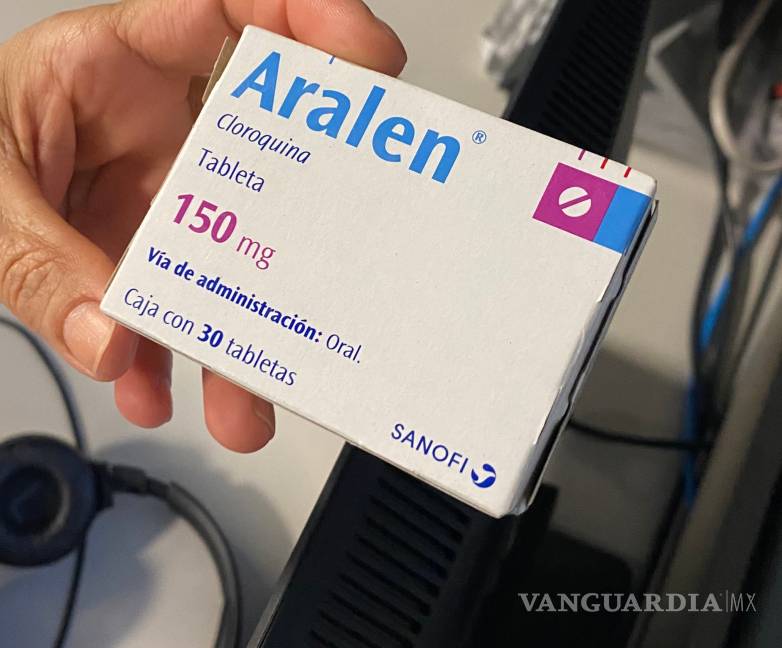 Aralen®
Cloroquina
Tableta
150 mg
Vía de administración: Oral.
Caja con 30 tabletas
SANOFI
VANGUARDIA|MX